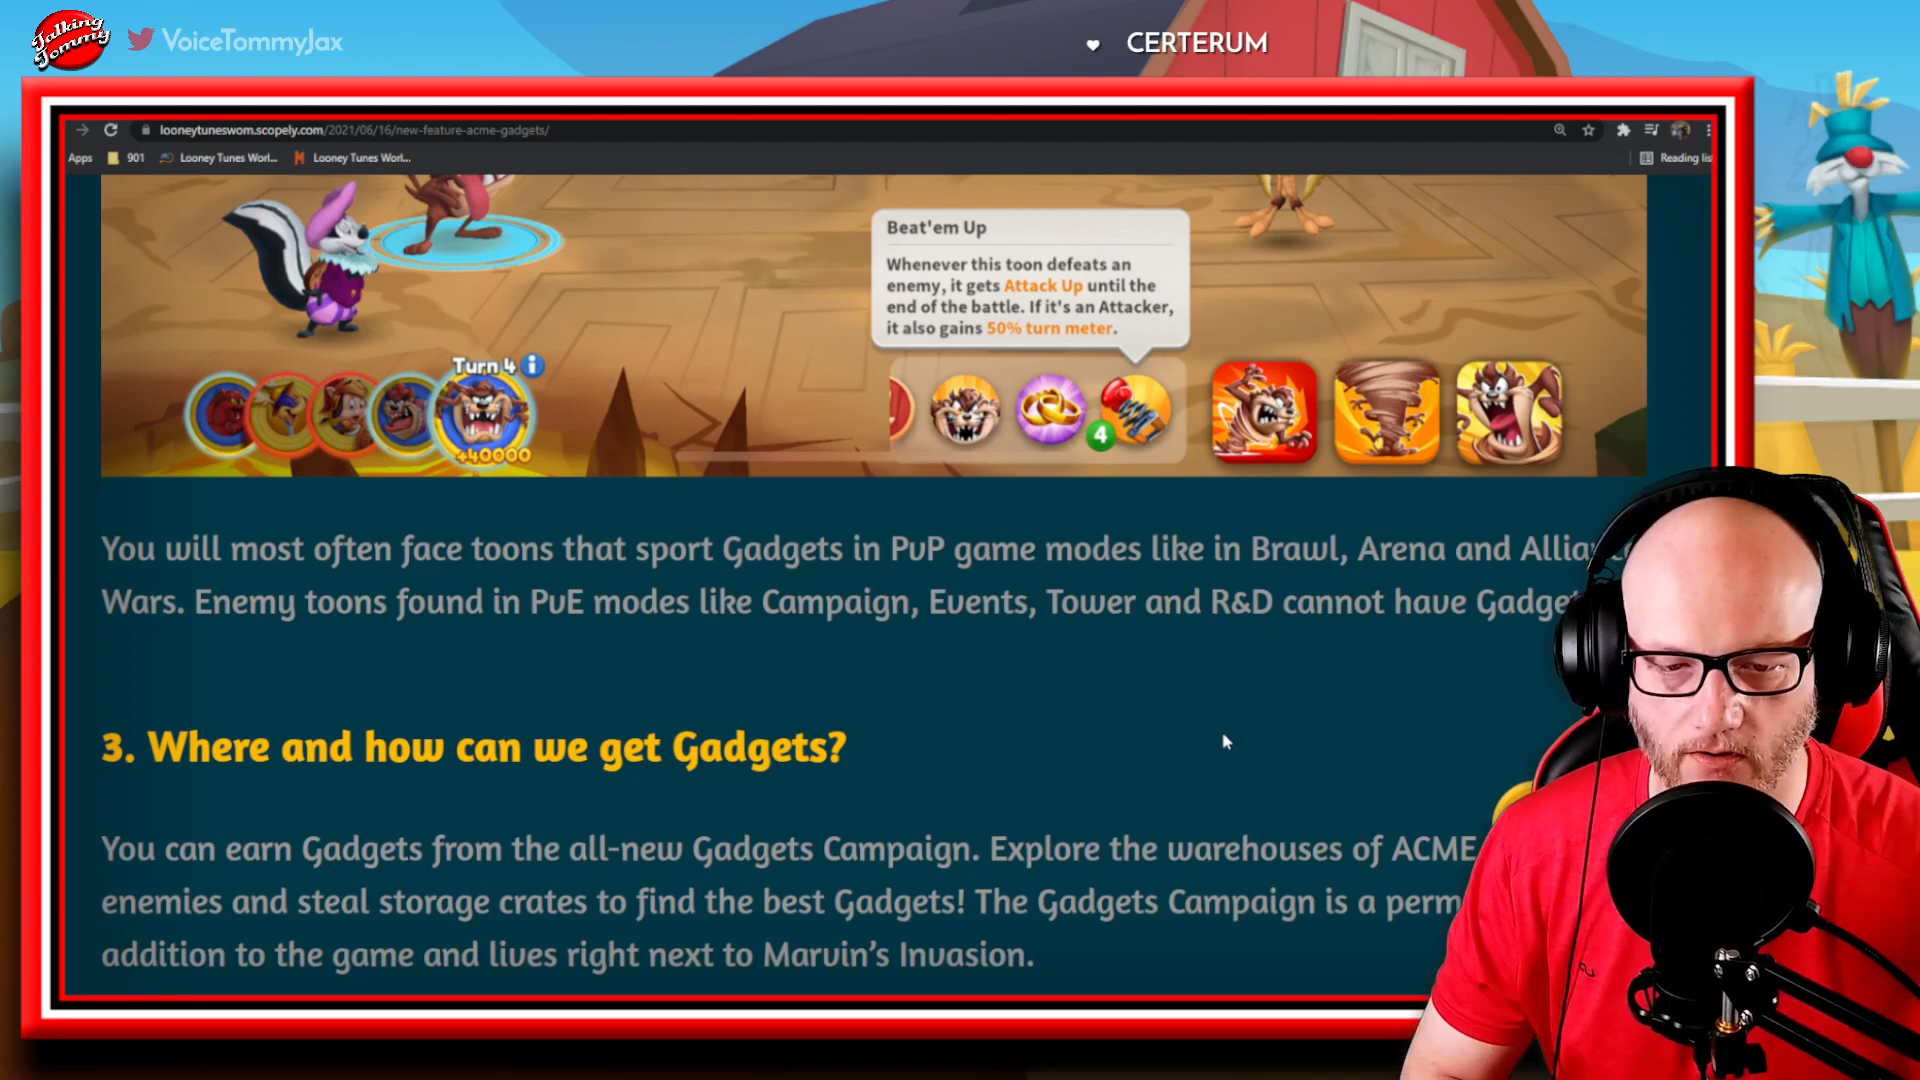 Talking Tommy
VoiceTommyJax
CERTERUM
looneytuneswom.scopely.com/2021/06/16/new-feature-acme-gadgets/
Apps 901 Looney Tunes Worl... Looney Tunes Worl... Reading lis
Beat'em Up
Whenever this toon defeats an
enemy, it gets Attack Up until the
end of the battle. If it's an Attacker,
it also gains 50% turn meter.
Turn 4 i
+40000
4
You will most often face toons that sport Gadgets in PvP game modes like in Brawl, Arena and Allia
Wars. Enemy toons found in PvE modes like Campaign, Events, Tower and R&D cannot have Gadget
3. Where and how can we get Gadgets?
You can earn Gadgets from the all-new Gadgets Campaign. Explore the warehouses of ACME
enemies and steal storage crates to find the best Gadgets! The Gadgets Campaign is a perm
addition to the game and lives right next to Marvin's Invasion.